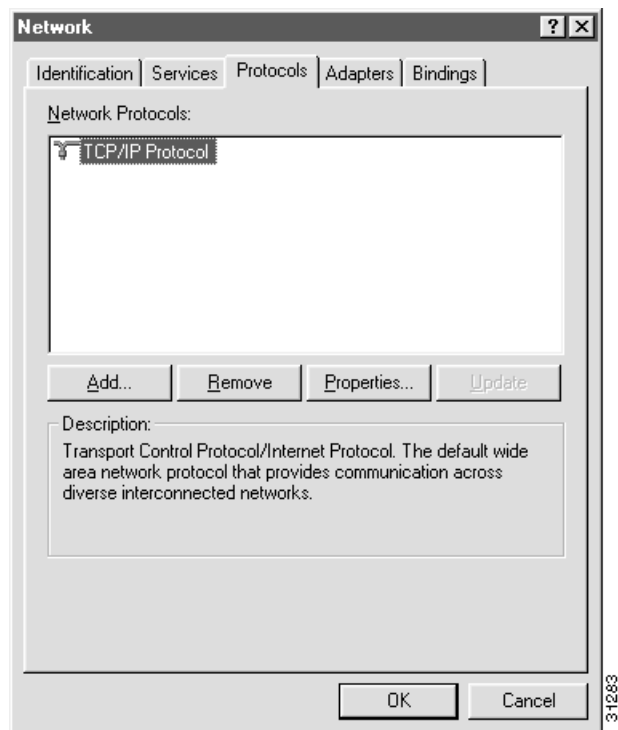 Network
Identification Services Protocols Adapters Bindings
Network Protocols:
TCP/IP Protocol
Add... Remove Properties... Update
Description:
Transport Control Protocol/Internet Protocol. The default wide
area network protocol that provides communication across
diverse interconnected networks.
OK Cancel
31283